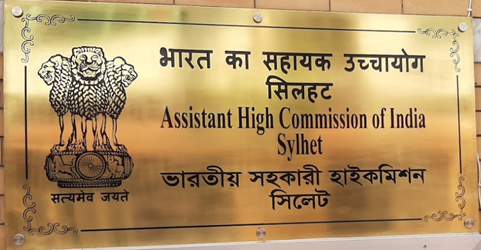 भारत का सहायक उच्चायोग
सिलहट
Assistant High Commission of India
Sylhet
ভারতীয় সহকারী হাইকমিশন
সিলেট
सत्यमेव जयते